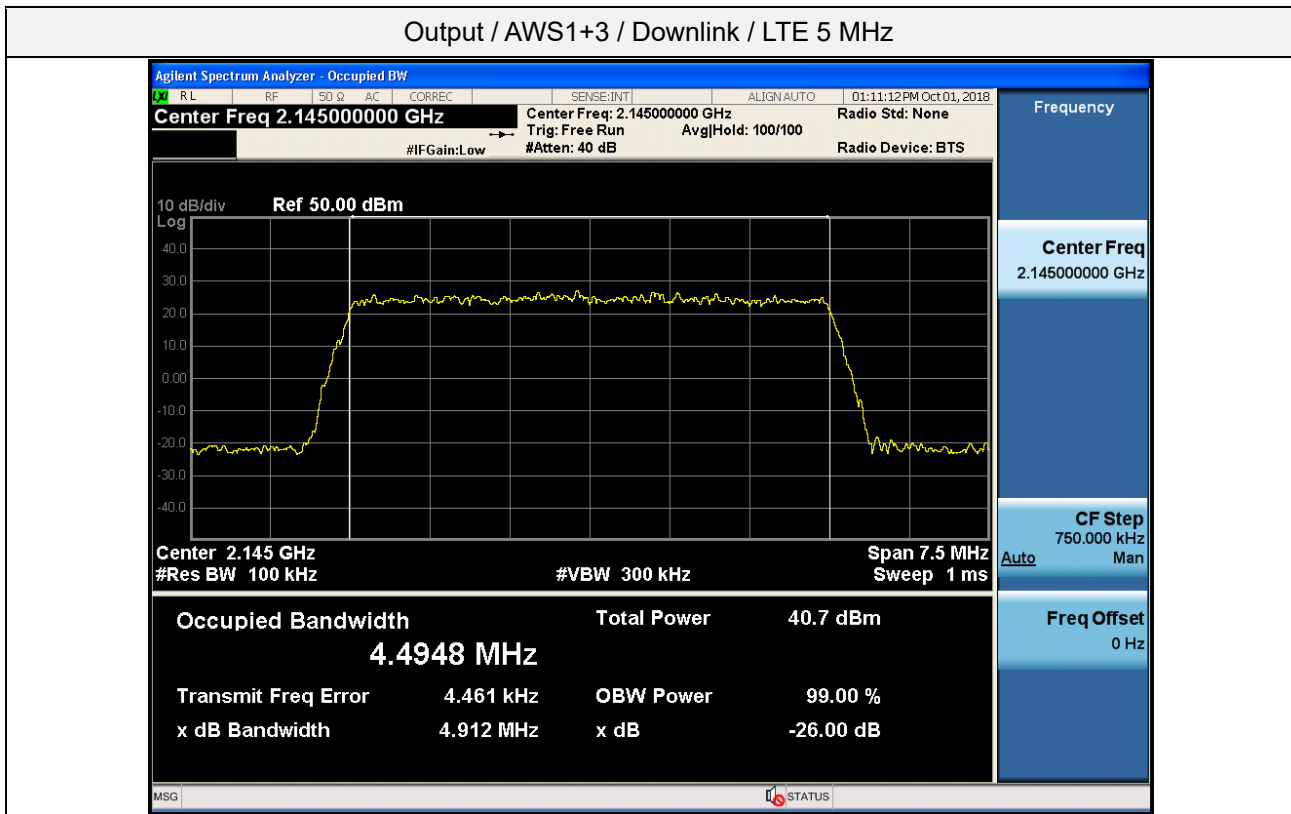 Output / AWS1+3 / Downlink / LTE 5 MHz
Agilent Spectrum Analyzer - Occupied BW
LXI RL RF 50 Ω AC CORREC SENSE:INT ALIGN AUTO 01:11:12 PM Oct 01, 2018
Center Freq 2.145000000 GHz
Center Freq: 2.145000000 GHz Radio Std: None
Trig: Free Run Avg|Hold: 100/100
#IFGain:Low #Atten: 40 dB Radio Device: BTS
Frequency
10 dB/div Ref 50.00 dBm
Log
40.0
30.0
20.0
10.0
0.00
-10.0
-20.0
-30.0
-40.0
Center 2.145 GHz Span 7.5 MHz
#Res BW 100 kHz #VBW 300 kHz Sweep 1 ms
Occupied Bandwidth Total Power 40.7 dBm
4.4948 MHz
Transmit Freq Error 4.461 kHz OBW Power 99.00 %
x dB Bandwidth 4.912 MHz x dB -26.00 dB
Center Freq
2.145000000 GHz
CF Step
750.000 kHz
Auto Man
Freq Offset
0 Hz
MSG STATUS